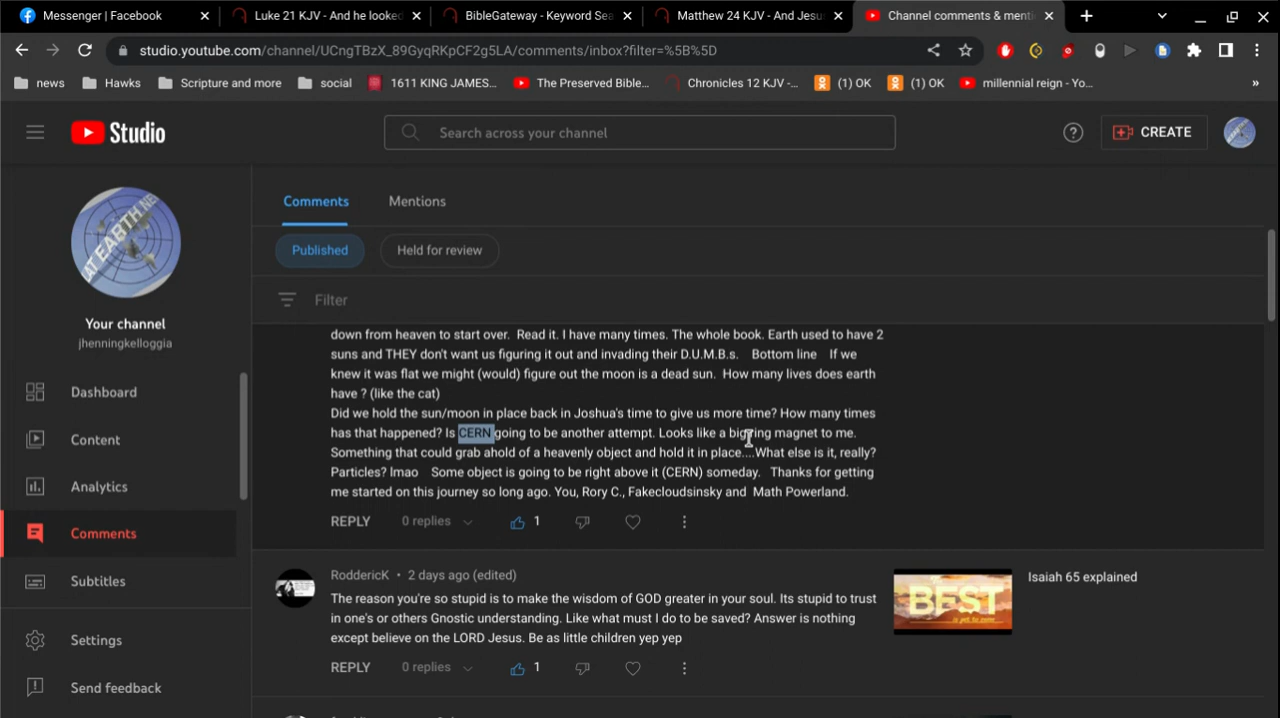 Messenger | Facebook
Luke 21 KJV - And he looked
BibleGateway - Keyword Sea
Matthew 24 KJV - And Jesu
Channel comments & menti
studio.youtube.com/channel/UCngTBzX_89GyqRKpCF2g5LA/comments/inbox?filter=%5B%5D
news
Hawks
Scripture and more
social
1611 KING JAMES...
The Preserved Bible...
Chronicles 12 KJV -...
(1) OK
(1) OK
millennial reign - Yo...
»
Studio
Search across your channel
CREATE
Your channel
jhenningkelloggia
Dashboard
Content
Analytics
Comments
Subtitles
Settings
Send feedback
Comments
Mentions
Published
Held for review
Filter
down from heaven to start over. Read it. I have many times. The whole book. Earth used to have 2
suns and THEY don't want us figuring it out and invading their D.U.M.B.s. Bottom line If we
knew it was flat we might (would) figure out the moon is a dead sun. How many lives does earth
have ? (like the cat)
Did we hold the sun/moon in place back in Joshua's time to give us more time? How many times
has that happened? Is CERN going to be another attempt. Looks like a big ring magnet to me.
Something that could grab ahold of a heavenly object and hold it in place....What else is it, really?
Particles? lmao Some object is going to be right above it (CERN) someday. Thanks for getting
me started on this journey so long ago. You, Rory C., Fakecloudsinsky and Math Powerland.
REPLY
0 replies
1
RoddericK • 2 days ago (edited)
The reason you're so stupid is to make the wisdom of GOD greater in your soul. Its stupid to trust
in one's or others Gnostic understanding. Like what must I do to be saved? Answer is nothing
except believe on the LORD Jesus. Be as little children yep yep
REPLY
0 replies
1
BEST
Isaiah 65 explained